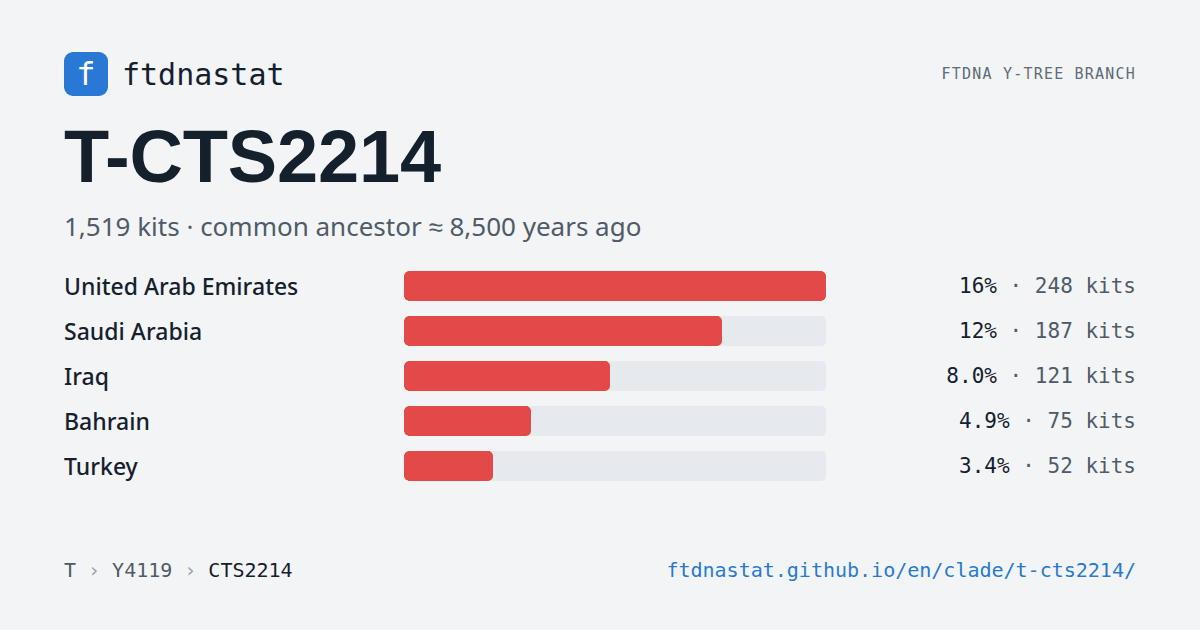 f ftdnastat
FTDNA Y-TREE BRANCH
T-CTS2214
1,519 kits · common ancestor ≈ 8,500 years ago
United Arab Emirates 16% · 248 kits
Saudi Arabia 12% · 187 kits
Iraq 8.0% · 121 kits
Bahrain 4.9% · 75 kits
Turkey 3.4% · 52 kits
T › Y4119 › CTS2214
ftdnastat.github.io/en/clade/t-cts2214/